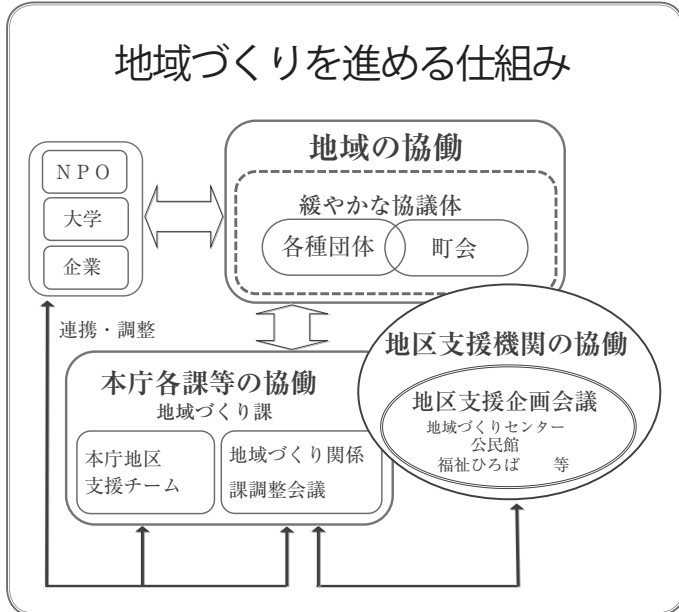 地域づくりを進める仕組み
NPO
大学
企業
地域の協働
緩やかな協議体
各種団体
町会
連携・調整
本庁各課等の協働
地域づくり課
本庁地区
支援チーム
地域づくり関係
課調整会議
地区支援機関の協働
地区支援企画会議
地域づくりセンター
公民館
福祉ひろば　等